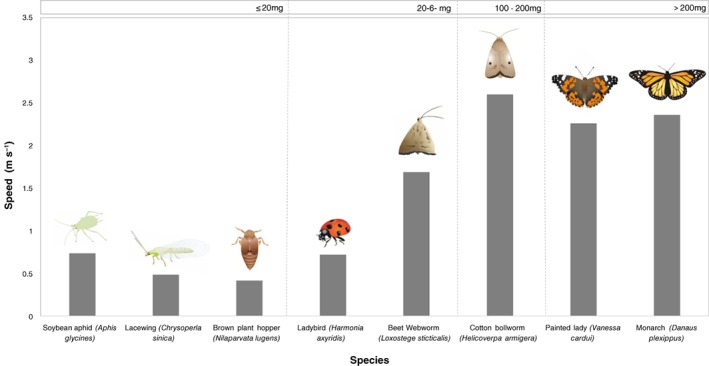 ≤20mg 20-6- mg 100 - 200mg > 200mg
3.5
3
2.5
2
1.5
1
0.5
0
Speed (m s⁻¹)
Soybean aphid (Aphis glycines)
Lacewing (Chrysoperla sinica)
Brown plant hopper (Nilaparvata lugens)
Ladybird (Harmonia axyridis)
Beet Webworm (Loxostege sticticalis)
Cotton bollworm (Helicoverpa armigera)
Painted lady (Vanessa cardui)
Monarch (Danaus plexippus)
Species